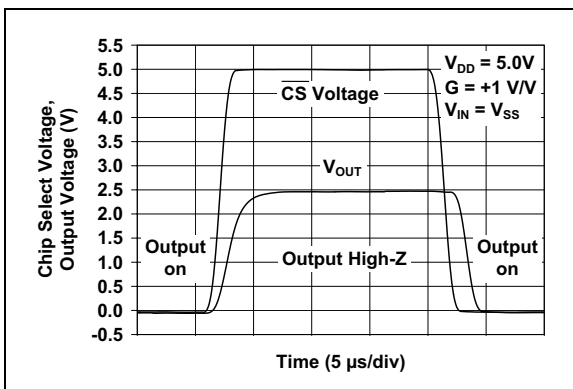 Chip Select Voltage,
Output Voltage (V)
5.5
5.0
4.5
4.0
3.5
3.0
2.5
2.0
1.5
1.0
0.5
0.0
-0.5
V_DD = 5.0V
G = +1 V/V
V_IN = V_SS
C̅S̅ Voltage
V_OUT
Output
on
Output High-Z
Output
on
Time (5 µs/div)